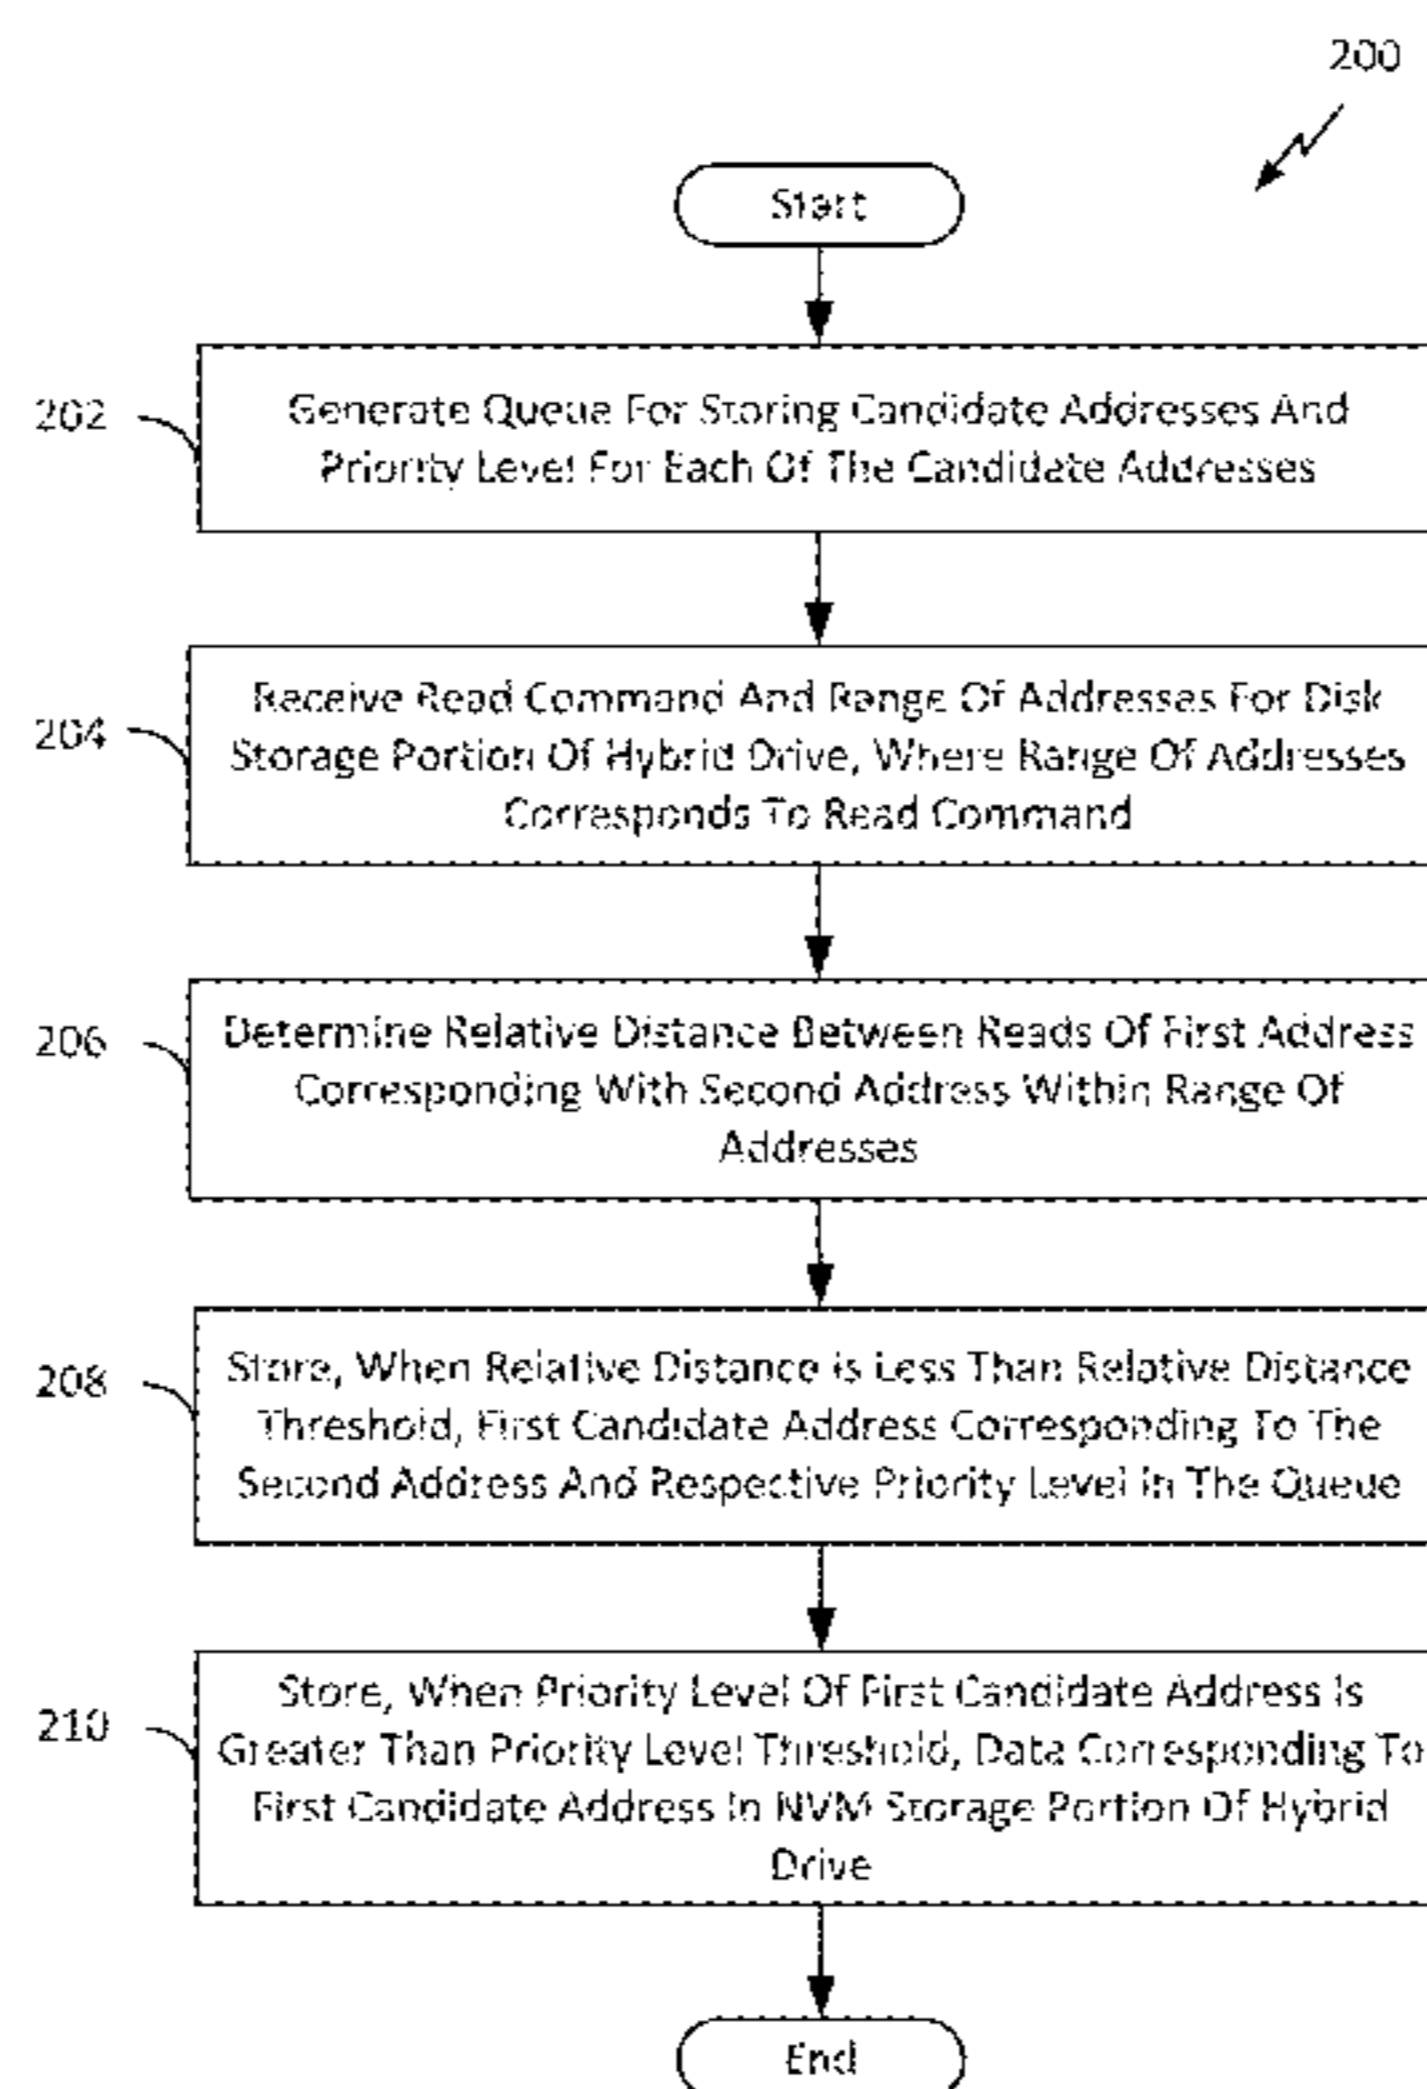 200
Start
202
Generate Queue For Storing Candidate Addresses And
Priority Level For Each Of The Candidate Addresses
204
Receive Read Command And Range Of Addresses For Disk
Storage Portion Of Hybrid Drive, Where Range Of Addresses
Corresponds To Read Command
206
Determine Relative Distance Between Reads Of First Address
Corresponding With Second Address Within Range Of
Addresses
208
Store, When Relative Distance Is Less Than Relative Distance
Threshold, First Candidate Address Corresponding To The
Second Address And Respective Priority Level In The Queue
210
Store, When Priority Level Of First Candidate Address Is
Greater Than Priority Level Threshold, Data Corresponding To
First Candidate Address In NVM Storage Portion Of Hybrid
Drive
End